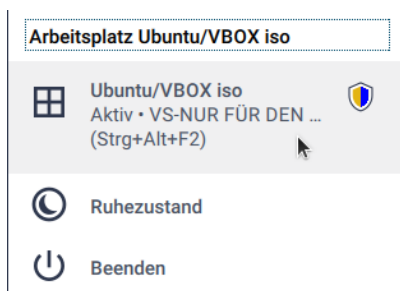 Arbeitsplatz Ubuntu/VBOX iso
Ubuntu/VBOX iso
Aktiv • VS-NUR FÜR DEN ...
(Strg+Alt+F2)
Ruhezustand
Beenden